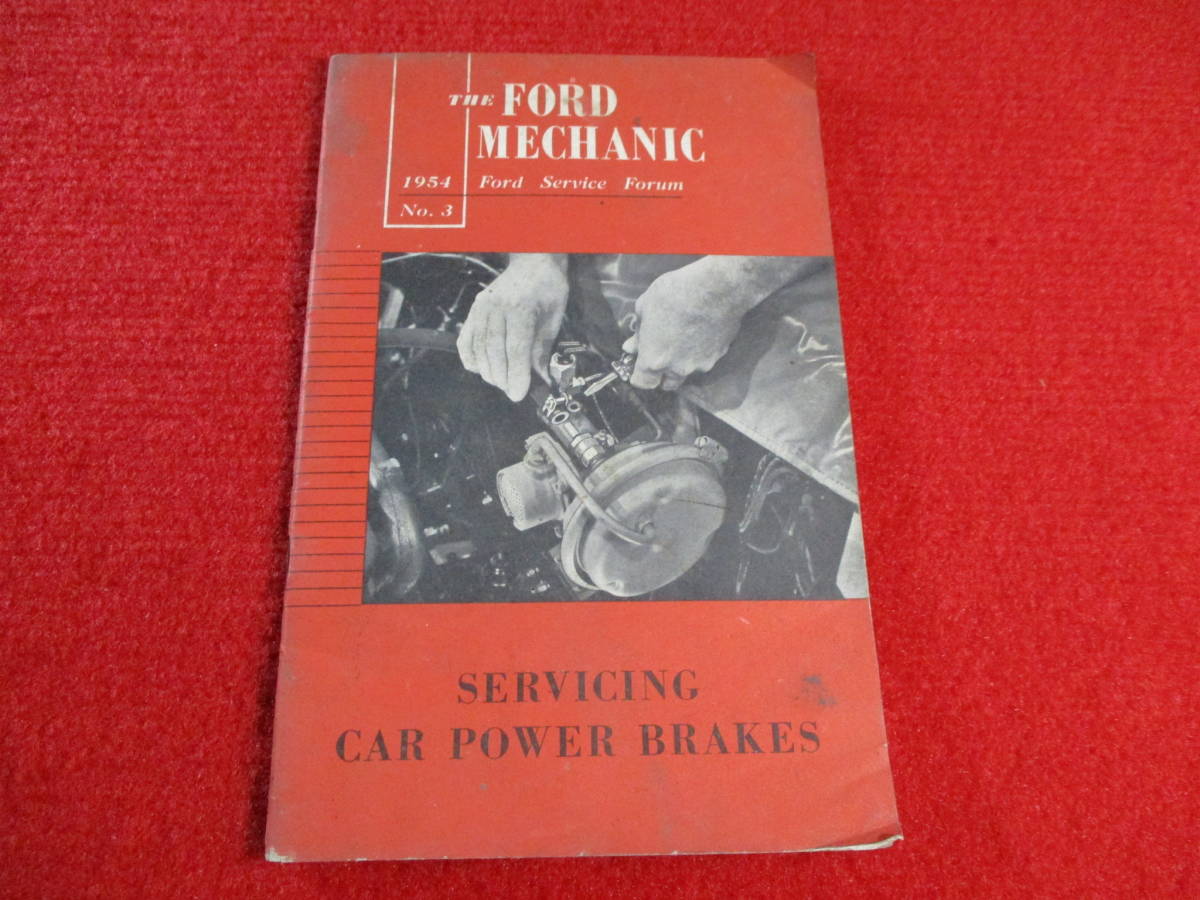 THE FORD
MECHANIC
1954 Ford Service Forum
No. 3
SERVICING
CAR POWER BRAKES